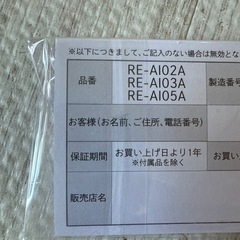 ※以下につきまして、ご記入のない場合は無効とな
品番
RE-AI02A
RE-AI03A
RE-AI05A
製造番号
お客様（お名前、ご住所、電話番号）
保証期間
お買い上げ日より1年
※付属品を除く
お買
販売店名